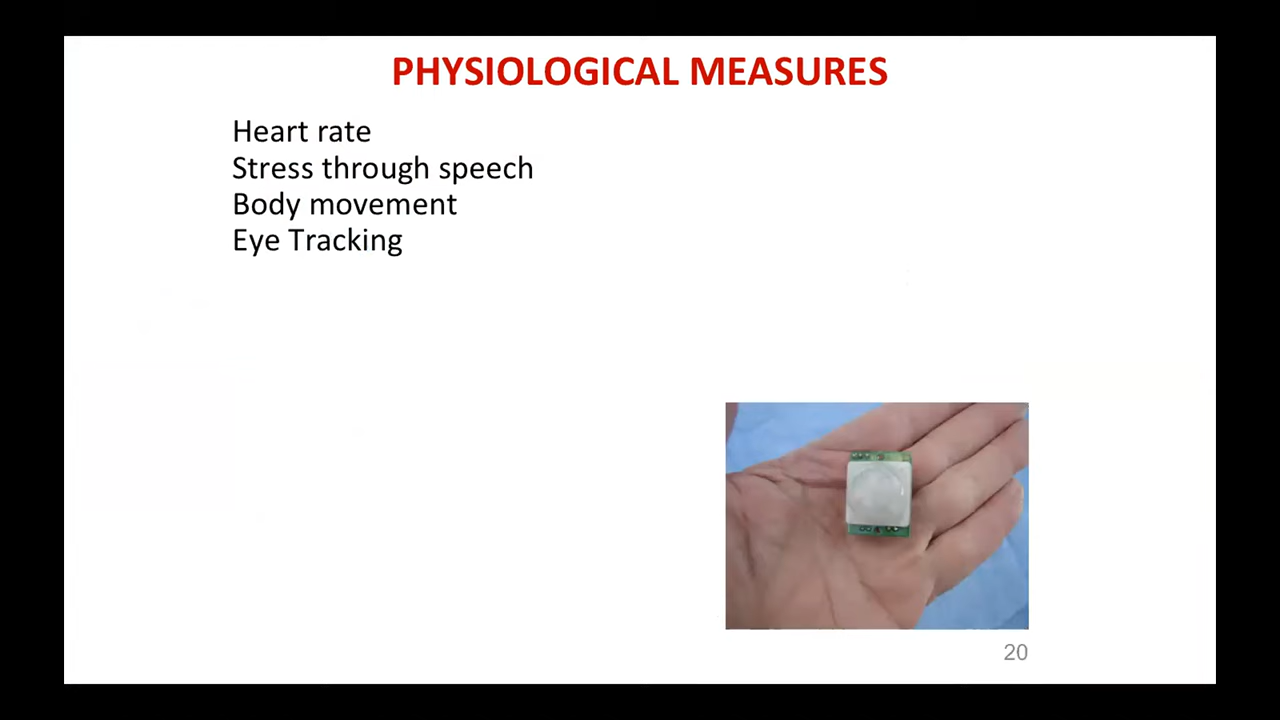 PHYSIOLOGICAL MEASURES
Heart rate
Stress through speech
Body movement
Eye Tracking
20